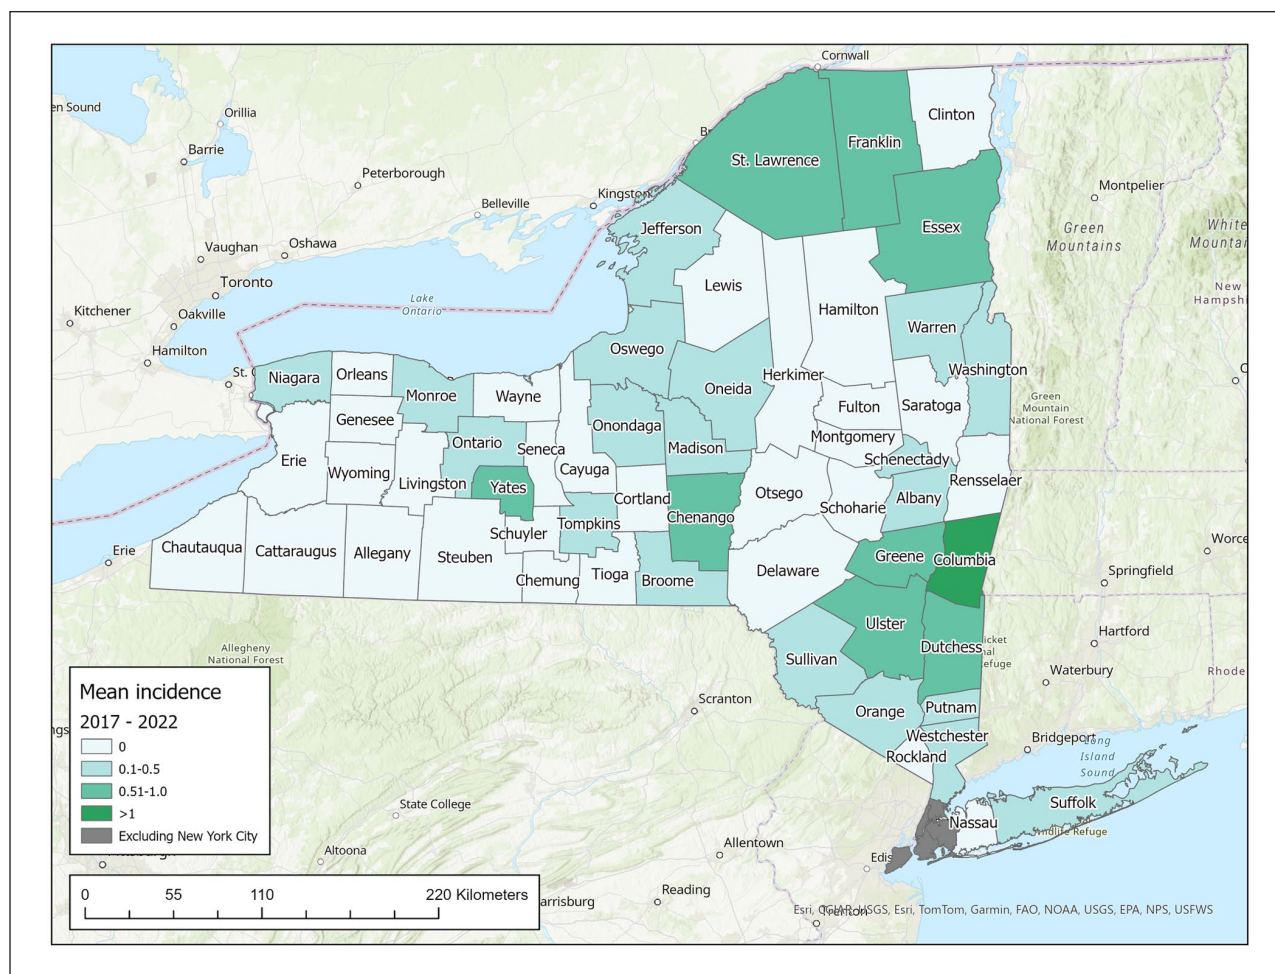 Cornwall
en Sound
Orillia
Clinton
Barrie
Franklin
St. Lawrence
Peterborough
Montpelier
Kingston
Belleville
Jefferson
Essex
Green
Mountains
White
Mountai
Vaughan
Oshawa
Toronto
Lewis
New
Hampshi
Lake
Ontario
Kitchener
Oakville
Hamilton
Warren
Hamilton
Oswego
Washington
St.
Niagara
Orleans
Herkimer
Oneida
Monroe
Wayne
Fulton
Saratoga
Green
Mountain
National Forest
Genesee
Onondaga
Montgomery
Ontario
Seneca
Madison
Schenectady
Erie
Wyoming
Cayuga
Livingston
Yates
Rensselaer
Otsego
Albany
Cortland
Schoharie
Chenango
Tompkins
Schuyler
Erie
Chautauqua
Cattaraugus
Allegany
Steuben
Greene
Columbia
Worce
Chemung
Tioga
Broome
Delaware
Springfield
Ulster
Hartford
Allegheny
National Forest
Dutchess
Sullivan
Waterbury
Rhode
Mean incidence
2017 - 2022
0
0.1-0.5
0.51-1.0
>1
Excluding New York City
Scranton
Orange
Putnam
Westchester
Bridgeport
Long
Island
Sound
Rockland
State College
Suffolk
Nassau
Altoona
Allentown
Edis
Reading
arrisburg
0 55 110 220 Kilometers
Trenton
Esri, CGIAR, USGS, Esri, TomTom, Garmin, FAO, NOAA, USGS, EPA, NPS, USFWS